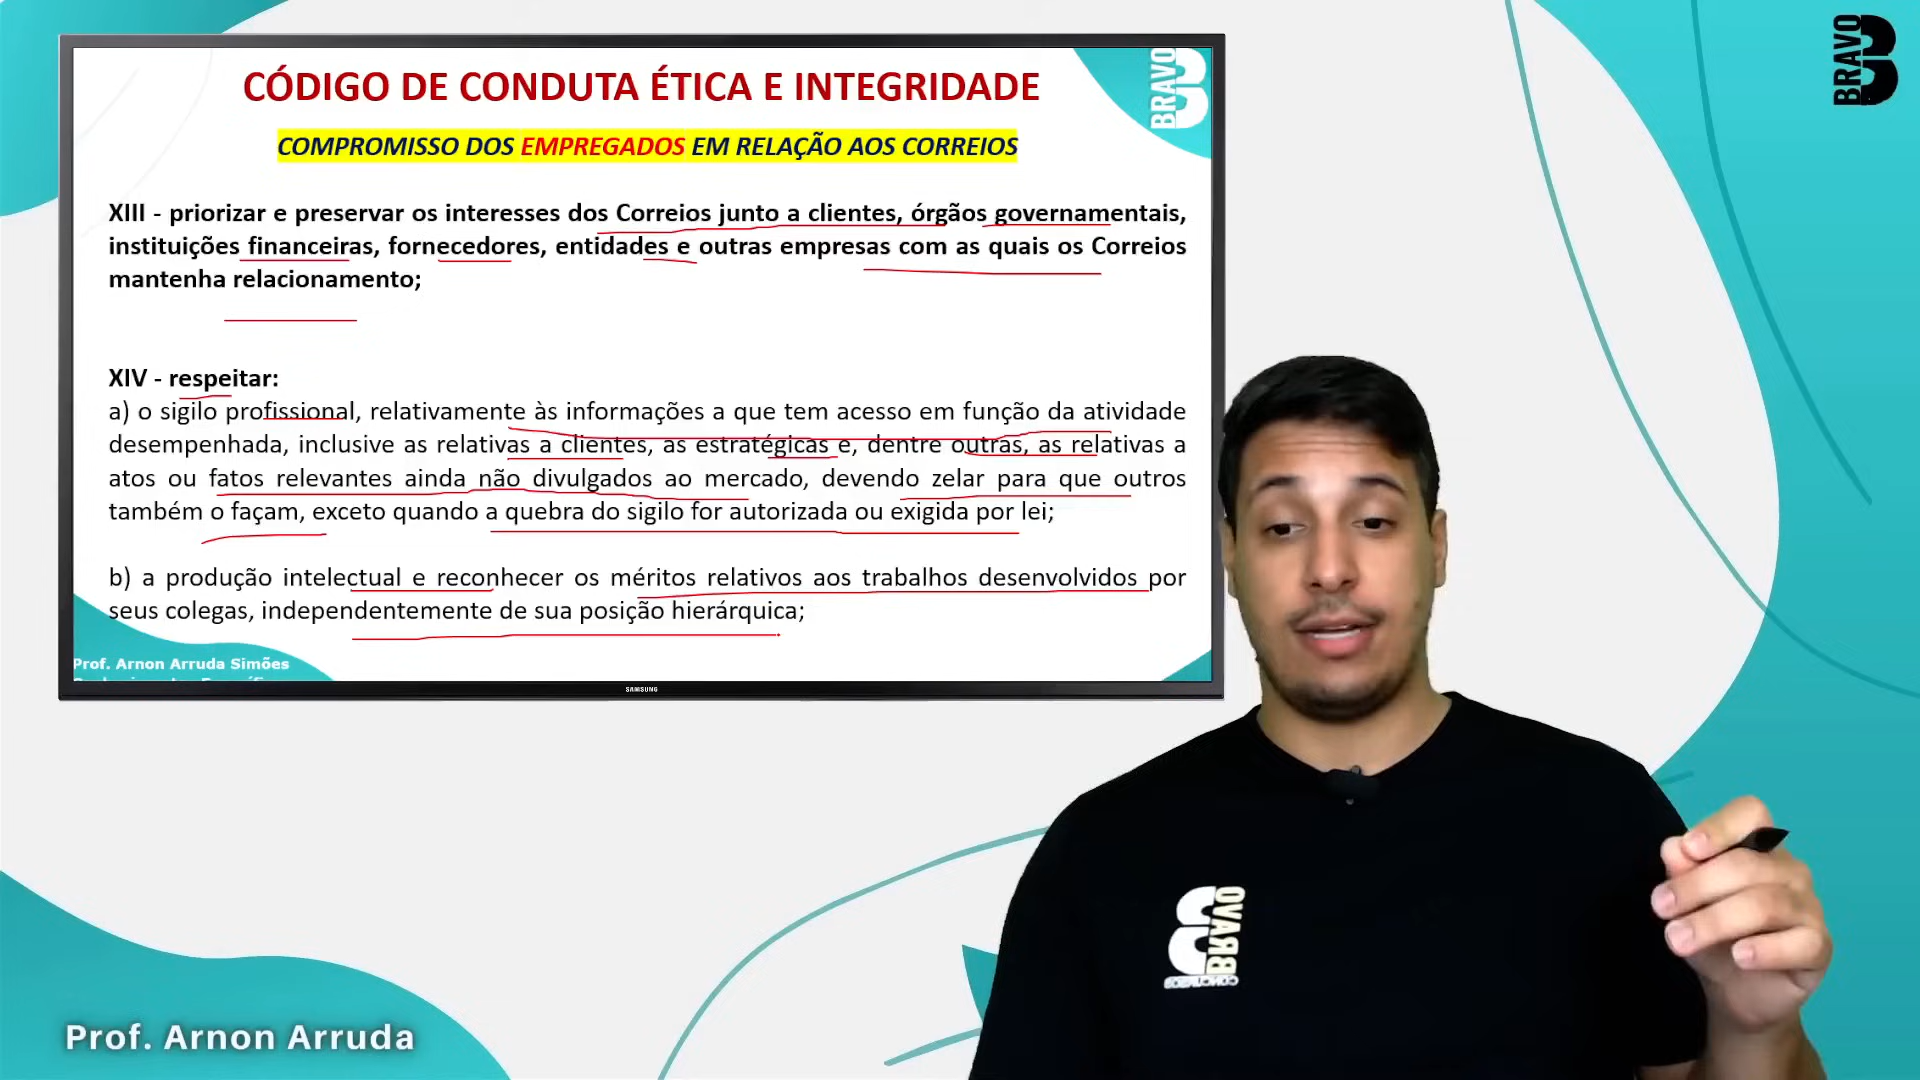 CÓDIGO DE CONDUTA ÉTICA E INTEGRIDADE
BRAVO
COMPROMISSO DOS EMPREGADOS EM RELAÇÃO AOS CORREIOS
XIII - priorizar e preservar os interesses dos Correios junto a clientes, órgãos governamentais,
instituições financeiras, fornecedores, entidades e outras empresas com as quais os Correios
mantenha relacionamento;
XIV - respeitar:
a) o sigilo profissional, relativamente às informações a que tem acesso em função da atividade
desempenhada, inclusive as relativas a clientes, as estratégicas e, dentre outras, as relativas a
atos ou fatos relevantes ainda não divulgados ao mercado, devendo zelar para que outros
também o façam, exceto quando a quebra do sigilo for autorizada ou exigida por lei;
b) a produção intelectual e reconhecer os méritos relativos aos trabalhos desenvolvidos por
seus colegas, independentemente de sua posição hierárquica;
Prof. Arnon Arruda Simões
SAMSUNG
BRAVO
BRAVO
CONCURSOS
Prof. Arnon Arruda